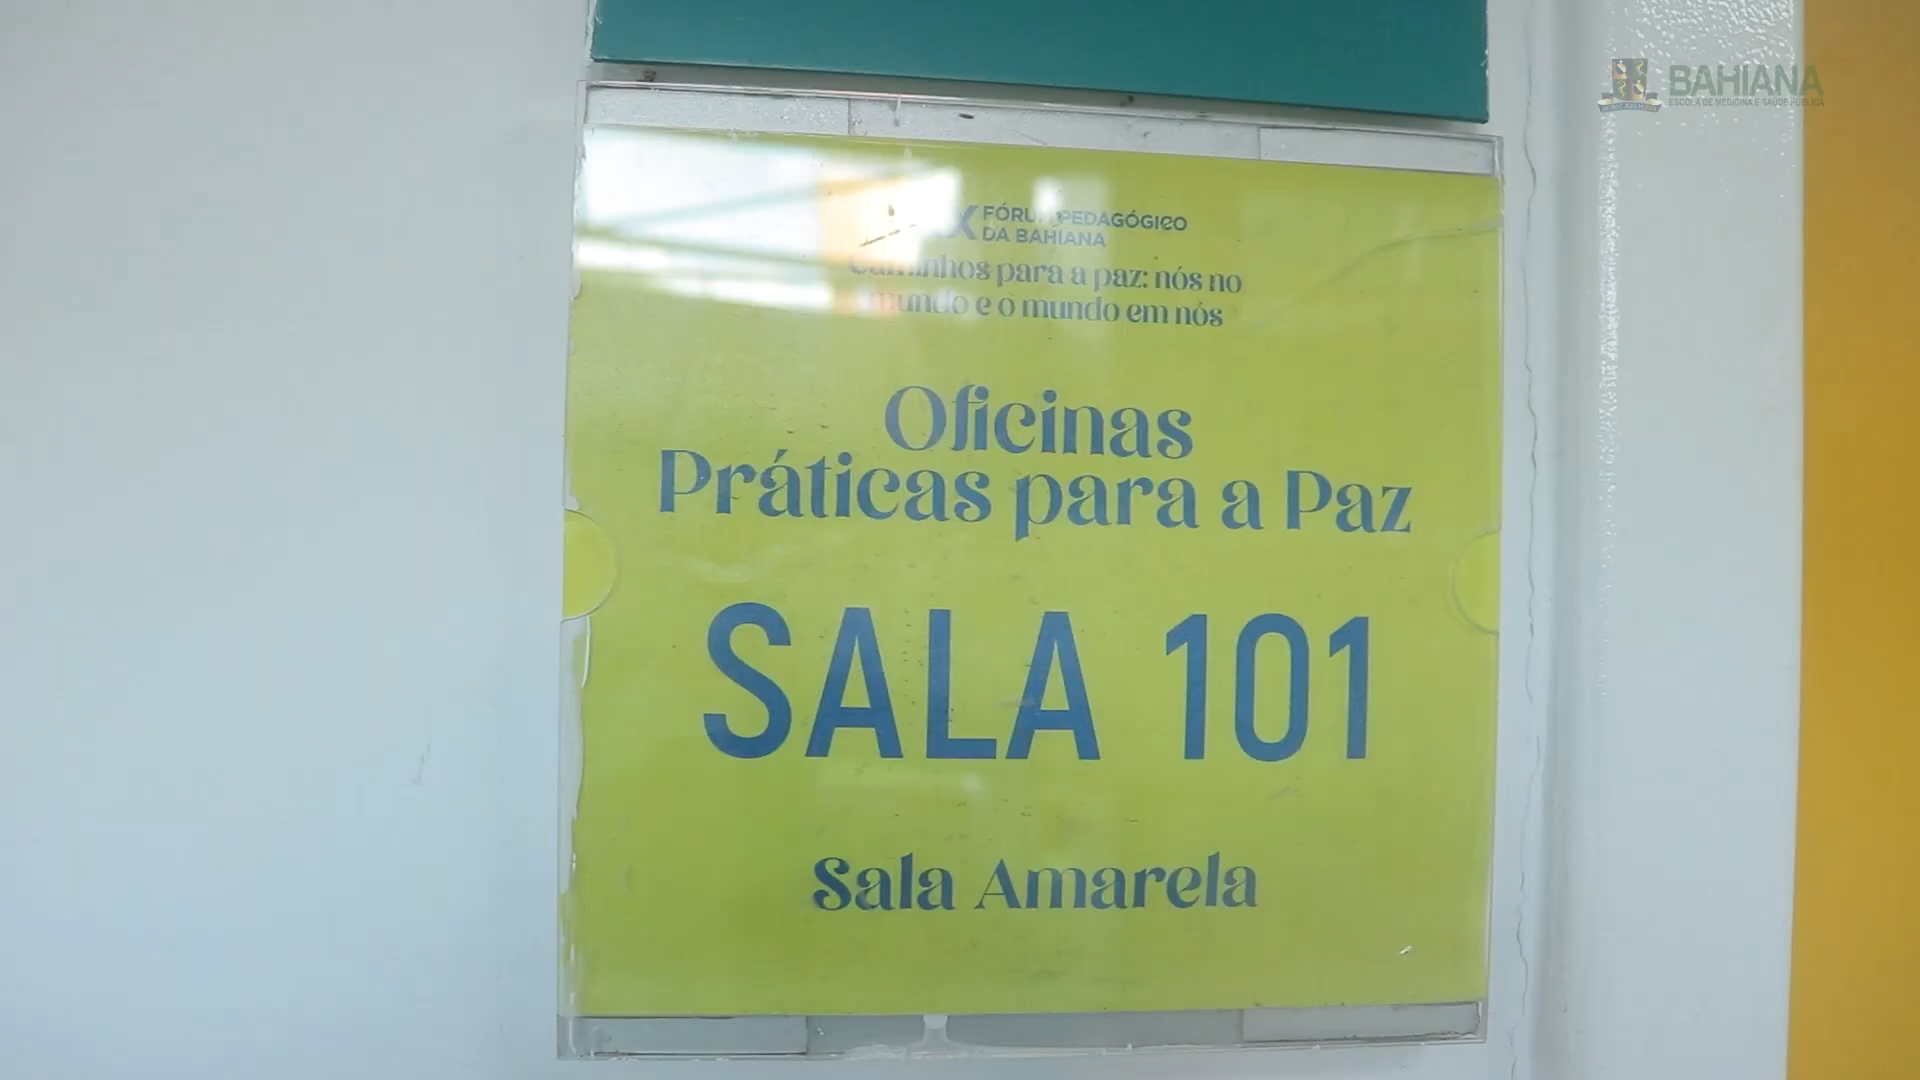 BAHIANA
ESCOLA DE MEDICINA E SAÚDE PÚBLICA
FÓRUM PEDAGÓGICO
DA BAHIANA
Caminhos para a paz: nós no
mundo e o mundo em nós
Oficinas
Práticas para a Paz
SALA 101
Sala Amarela